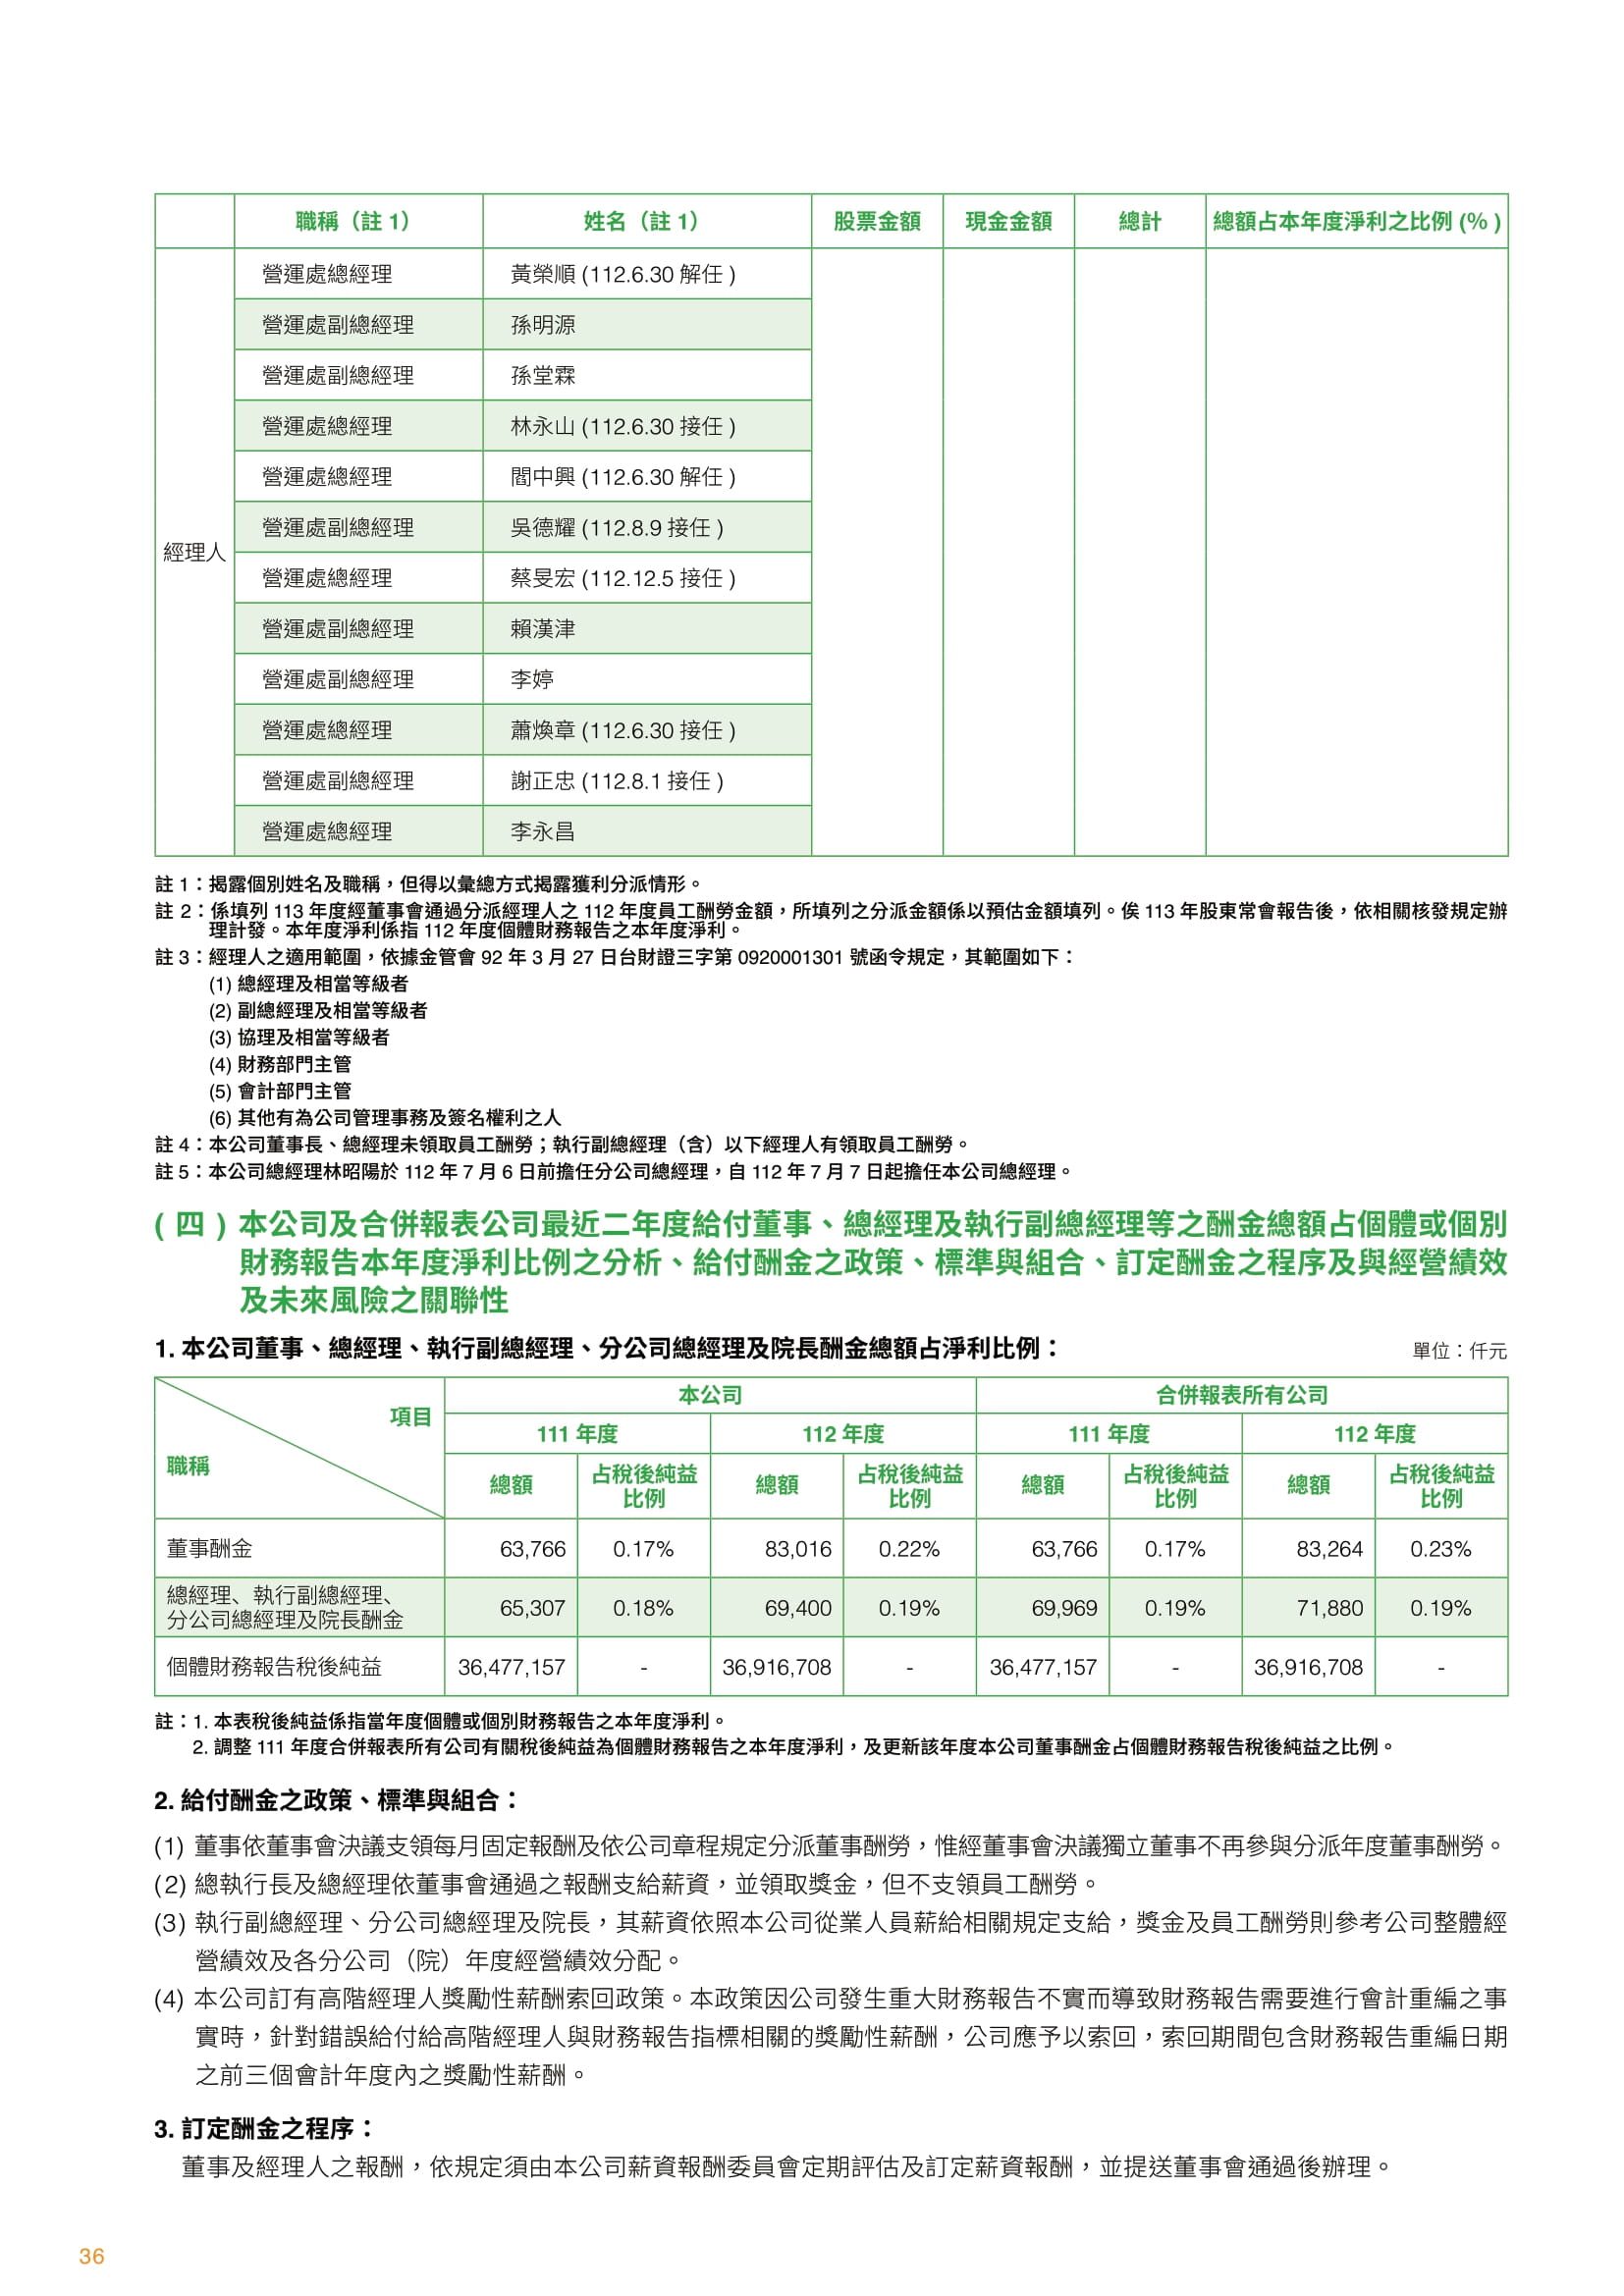 職稱（註 1） 姓名（註 1） 股票金額 現金金額 總計 總額占本年度淨利之比例 (% )
經理人
營運處總經理 黃榮順 (112.6.30 解任 )
營運處副總經理 孫明源
營運處副總經理 孫堂霖
營運處總經理 林永山 (112.6.30 接任 )
營運處總經理 閻中興 (112.6.30 解任 )
營運處副總經理 吳德耀 (112.8.9 接任 )
營運處總經理 蔡旻宏 (112.12.5 接任 )
營運處副總經理 賴漢津
營運處副總經理 李婷
營運處總經理 蕭煥章 (112.6.30 接任 )
營運處副總經理 謝正忠 (112.8.1 接任 )
營運處總經理 李永昌
註 1：揭露個別姓名及職稱，但得以彙總方式揭露獲利分派情形。
註 2：係填列 113 年度經董事會通過分派經理人之 112 年度員工酬勞金額，所填列之分派金額係以預估金額填列。俟 113 年股東常會報告後，依相關核發規定辦
理計發。本年度淨利係指 112 年度個體財務報告之本年度淨利。
註 3：經理人之適用範圍，依據金管會 92 年 3 月 27 日台財證三字第 0920001301 號函令規定，其範圍如下：
(1) 總經理及相當等級者
(2) 副總經理及相當等級者
(3) 協理及相當等級者
(4) 財務部門主管
(5) 會計部門主管
(6) 其他有為公司管理事務及簽名權利之人
註 4：本公司董事長、總經理未領取員工酬勞；執行副總經理（含）以下經理人有領取員工酬勞。
註 5：本公司總經理林昭陽於 112 年 7 月 6 日前擔任分公司總經理，自 112 年 7 月 7 日起擔任本公司總經理。
( 四 ) 本公司及合併報表公司最近二年度給付董事、總經理及執行副總經理等之酬金總額占個體或個別
財務報告本年度淨利比例之分析、給付酬金之政策、標準與組合、訂定酬金之程序及與經營績效
及未來風險之關聯性
1. 本公司董事、總經理、執行副總經理、分公司總經理及院長酬金總額占淨利比例： 單位：仟元
項目 本公司 合併報表所有公司
職稱 111 年度 112 年度 111 年度 112 年度
總額 占稅後純益 總額 占稅後純益 總額 占稅後純益 總額 占稅後純益
比例 比例 比例 比例
董事酬金 63,766 0.17% 83,016 0.22% 63,766 0.17% 83,264 0.23%
總經理、執行副總經理、
分公司總經理及院長酬金 65,307 0.18% 69,400 0.19% 69,969 0.19% 71,880 0.19%
個體財務報告稅後純益 36,477,157 - 36,916,708 - 36,477,157 - 36,916,708 -
註：1. 本表稅後純益係指當年度個體或個別財務報告之本年度淨利。
2. 調整 111 年度合併報表所有公司有關稅後純益為個體財務報告之本年度淨利，及更新該年度本公司董事酬金占個體財務報告稅後純益之比例。
2. 給付酬金之政策、標準與組合：
(1) 董事依董事會決議支領每月固定報酬及依公司章程規定分派董事酬勞，惟經董事會決議獨立董事不再參與分派年度董事酬勞。
(2) 總執行長及總經理依董事會通過之報酬支給薪資，並領取獎金，但不支領員工酬勞。
(3) 執行副總經理、分公司總經理及院長，其薪資依照本公司從業人員薪給相關規定支給，獎金及員工酬勞則參考公司整體經
營績效及各分公司（院）年度經營績效分配。
(4) 本公司訂有高階經理人獎勵性薪酬索回政策。本政策因公司發生重大財務報告不實而導致財務報告需要進行會計重編之事
實時，針對錯誤給付給高階經理人與財務報告指標相關的獎勵性薪酬，公司應予以索回，索回期間包含財務報告重編日期
之前三個會計年度內之獎勵性薪酬。
3. 訂定酬金之程序：
董事及經理人之報酬，依規定須由本公司薪資報酬委員會定期評估及訂定薪資報酬，並提送董事會通過後辦理。
36